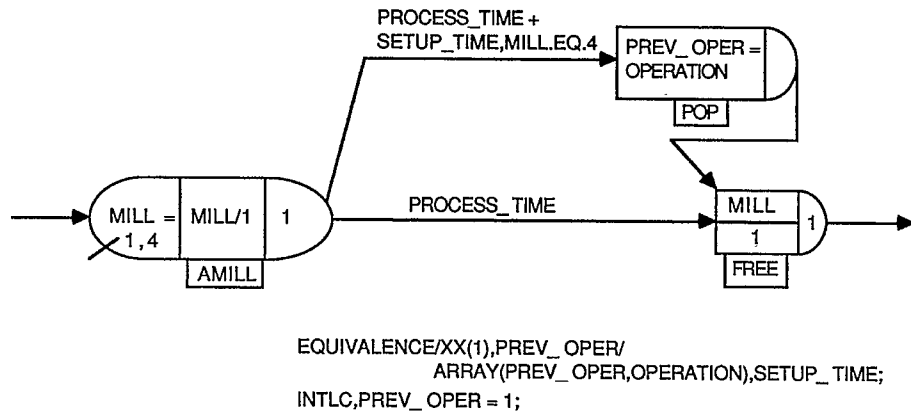 PROCESS_TIME +
SETUP_TIME,MILL.EQ.4
PREV_OPER =
OPERATION
POP
MILL =
1,4
MILL/1
1
AMILL
PROCESS_TIME
MILL
1
1
FREE
EQUIVALENCE/XX(1),PREV_ OPER/
ARRAY(PREV_ OPER,OPERATION),SETUP_ TIME;
INTLC,PREV_ OPER = 1;